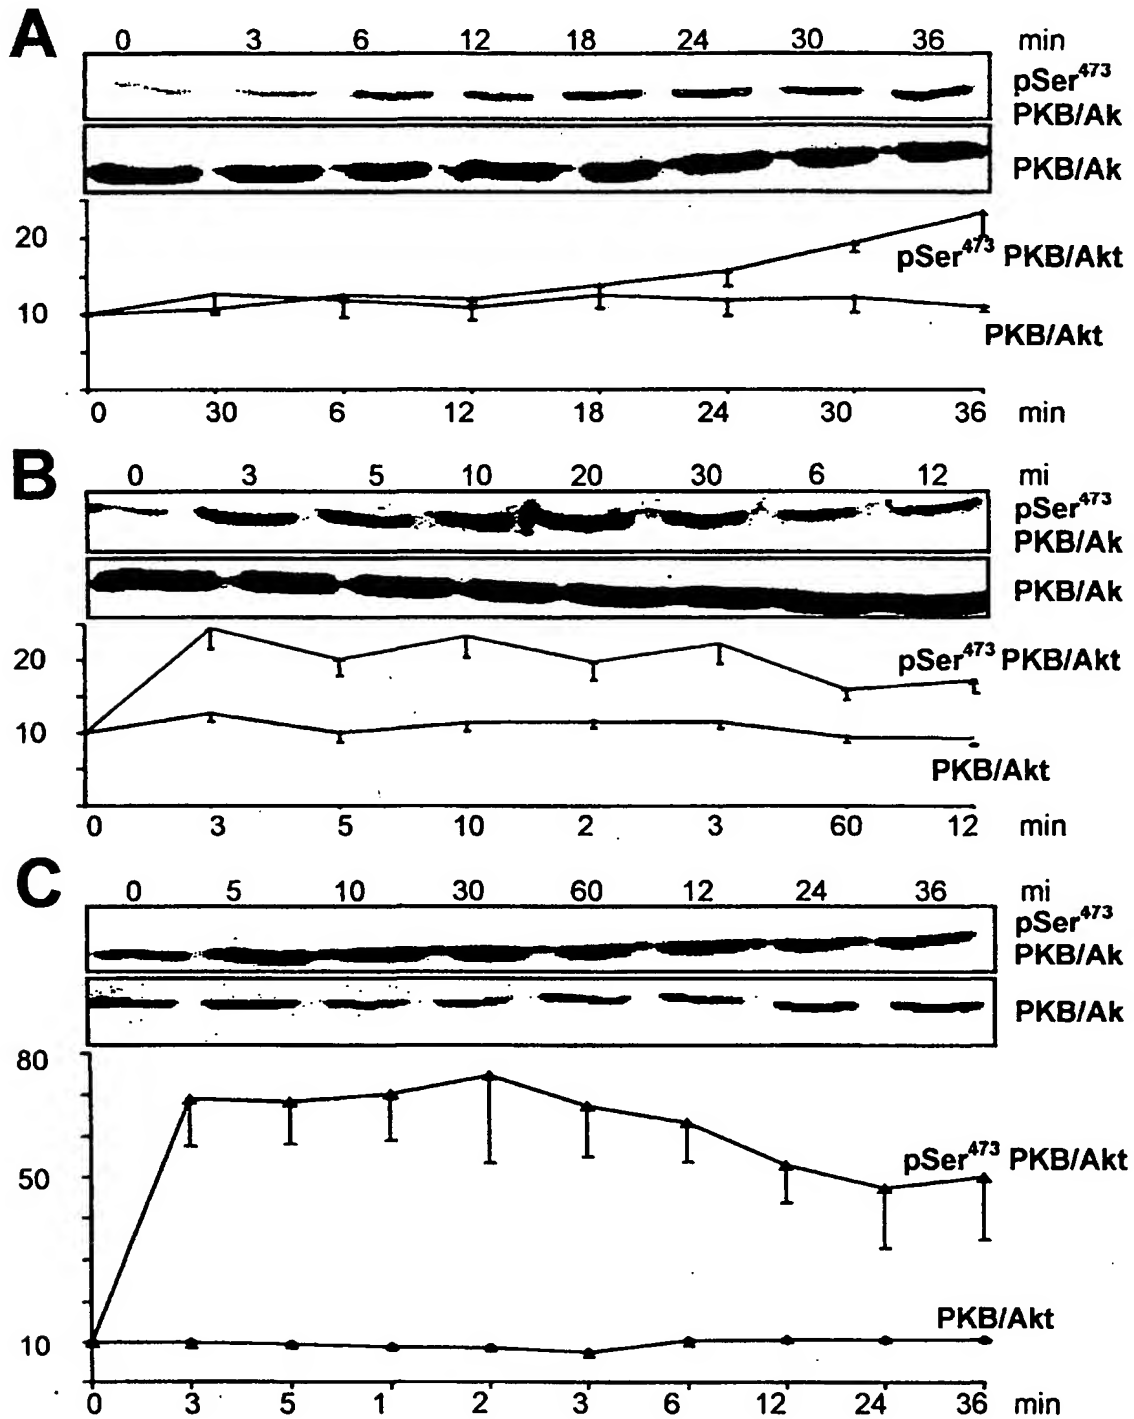 A
0 3 6 12 18 24 30 36 min
pSer473
PKB/Ak
PKB/Ak
20
pSer473 PKB/Akt
10
PKB/Akt
0 30 6 12 18 24 30 36 min
B
0 3 5 10 20 30 6 12 mi
pSer473
PKB/Ak
PKB/Ak
20
pSer473 PKB/Akt
10
PKB/Akt
0 3 5 10 2 3 60 12 min
C
0 5 10 30 60 12 24 36 mi
pSer473
PKB/Ak
PKB/Ak
80
50
pSer473 PKB/Akt
PKB/Akt
10
0 3 5 1 2 3 6 12 24 36 min